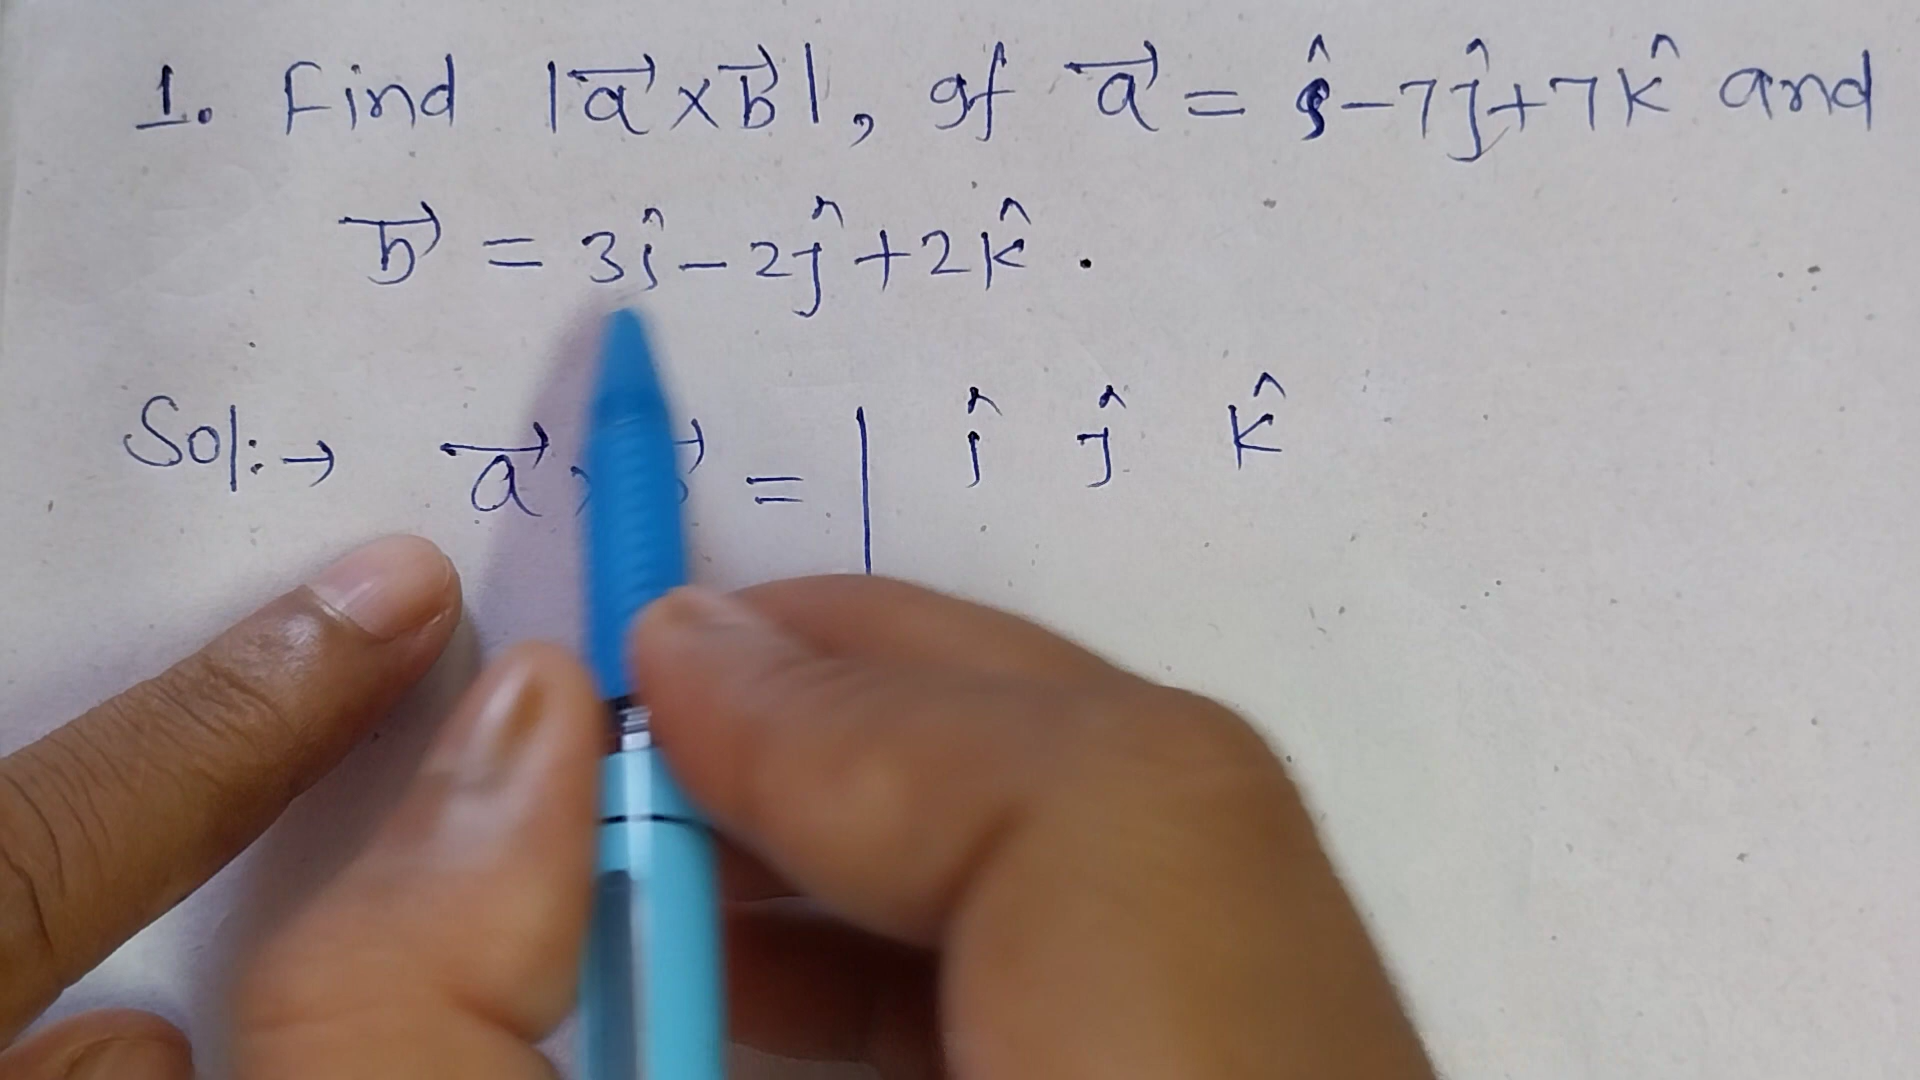 1. Find |a⃗ × b⃗|, If a⃗ = î − 7ĵ + 7k̂ and
b⃗ = 3î − 2ĵ + 2k̂ .
Sol:→ a⃗ × = | î ĵ k̂